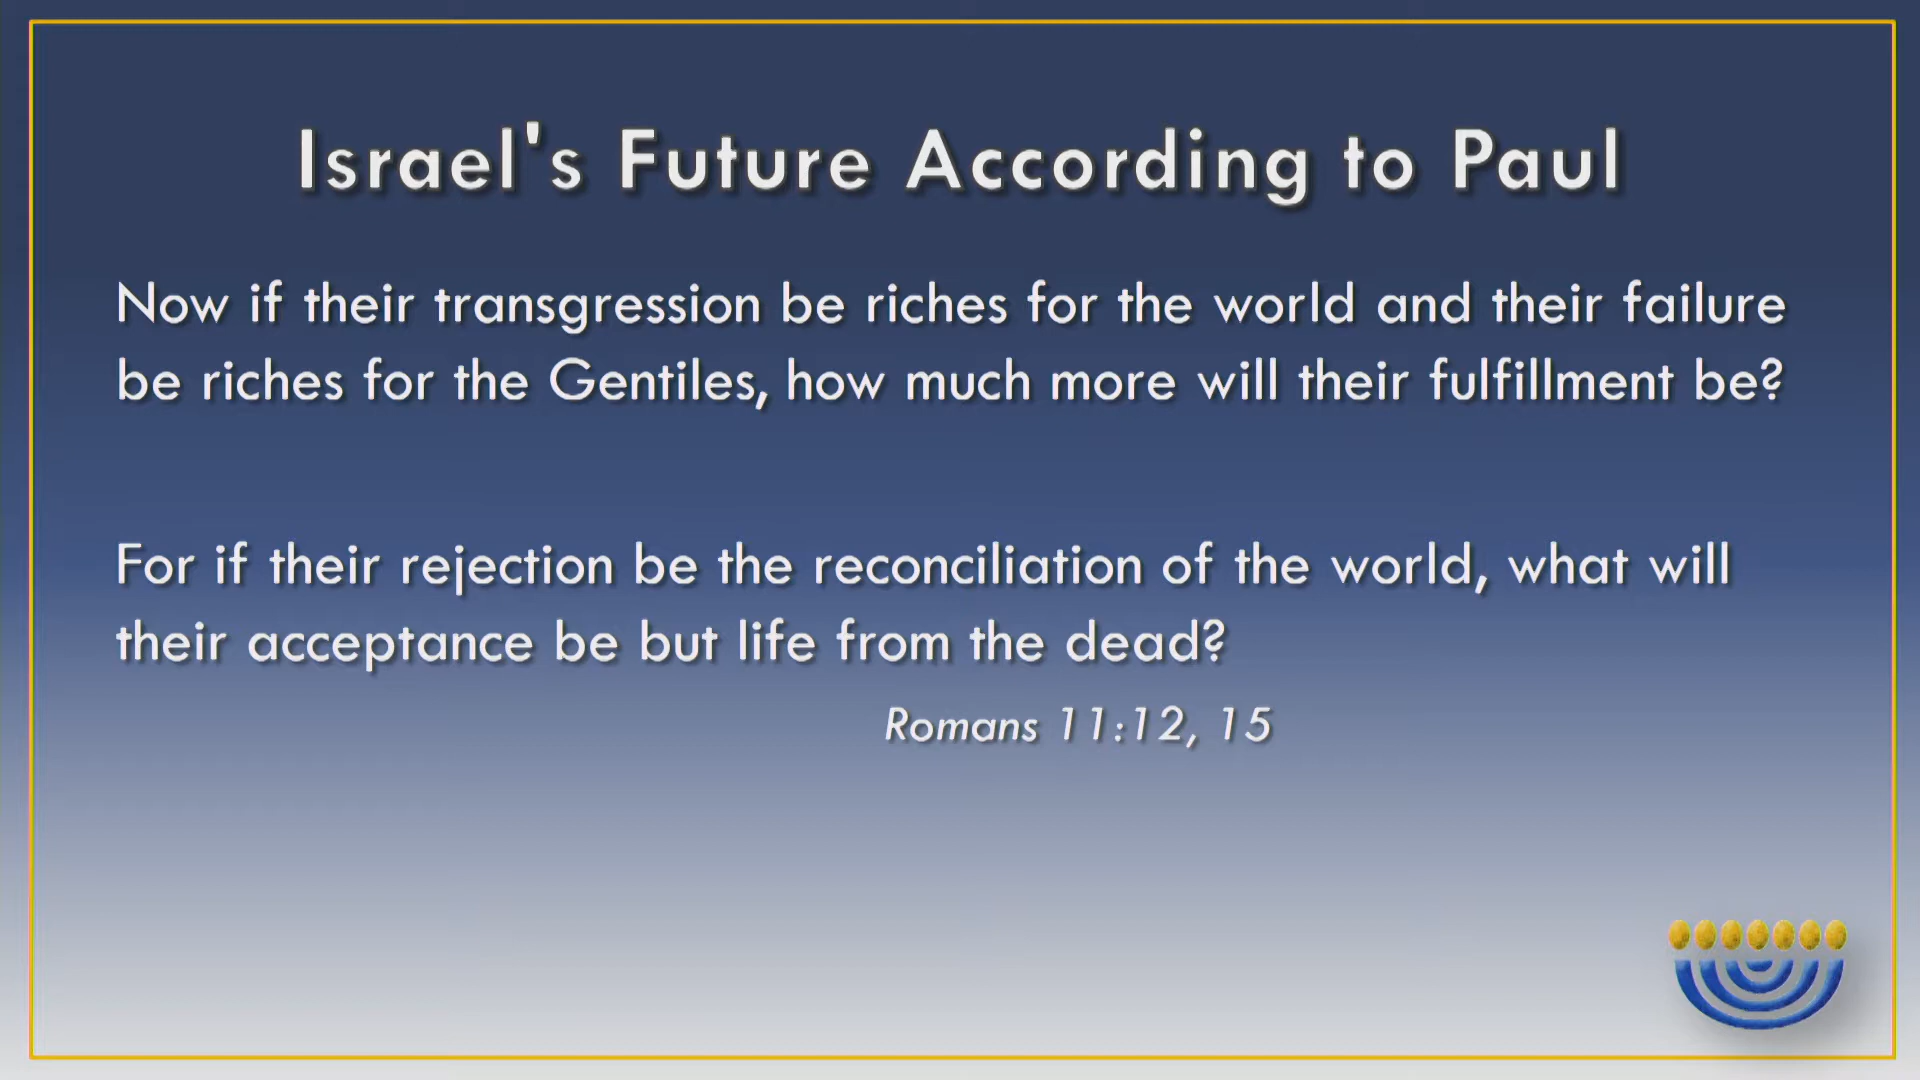 Israel's Future According to Paul
Now if their transgression be riches for the world and their failure
be riches for the Gentiles, how much more will their fulfillment be?
For if their rejection be the reconciliation of the world, what will
their acceptance be but life from the dead?
Romans 11:12, 15